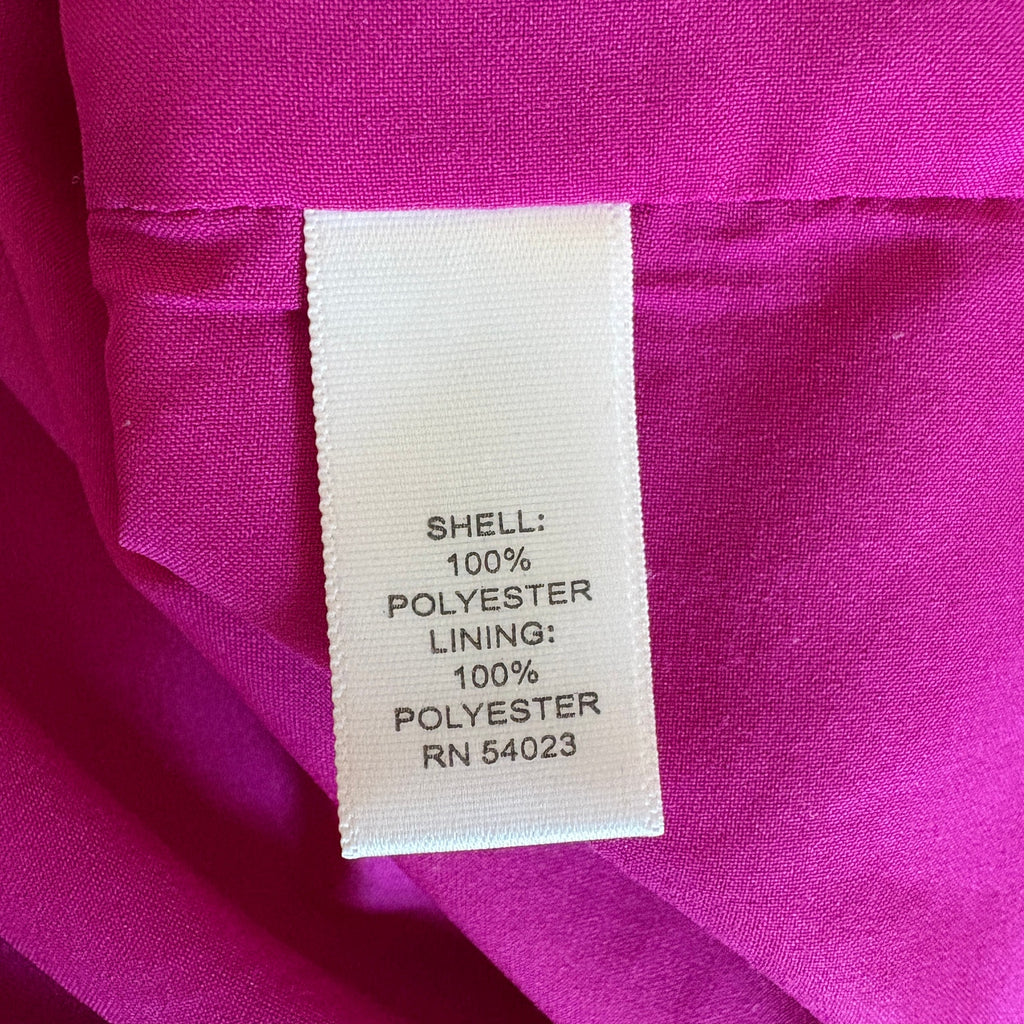 SHELL:
100%
POLYESTER
LINING:
100%
POLYESTER
RN 54023